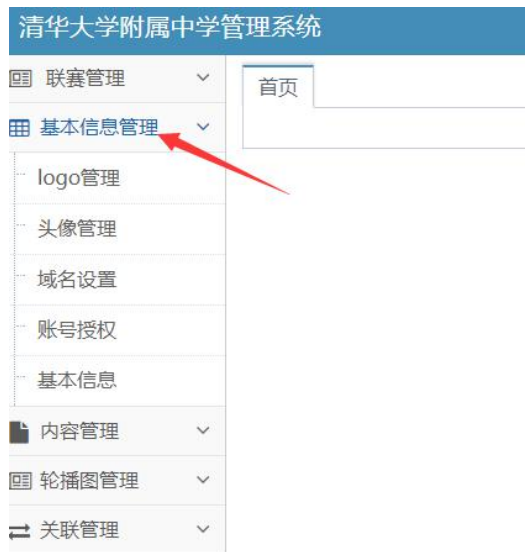 清华大学附属中学管理系统
联赛管理
首页
基本信息管理
logo管理
头像管理
域名设置
账号授权
基本信息
内容管理
轮播图管理
关联管理